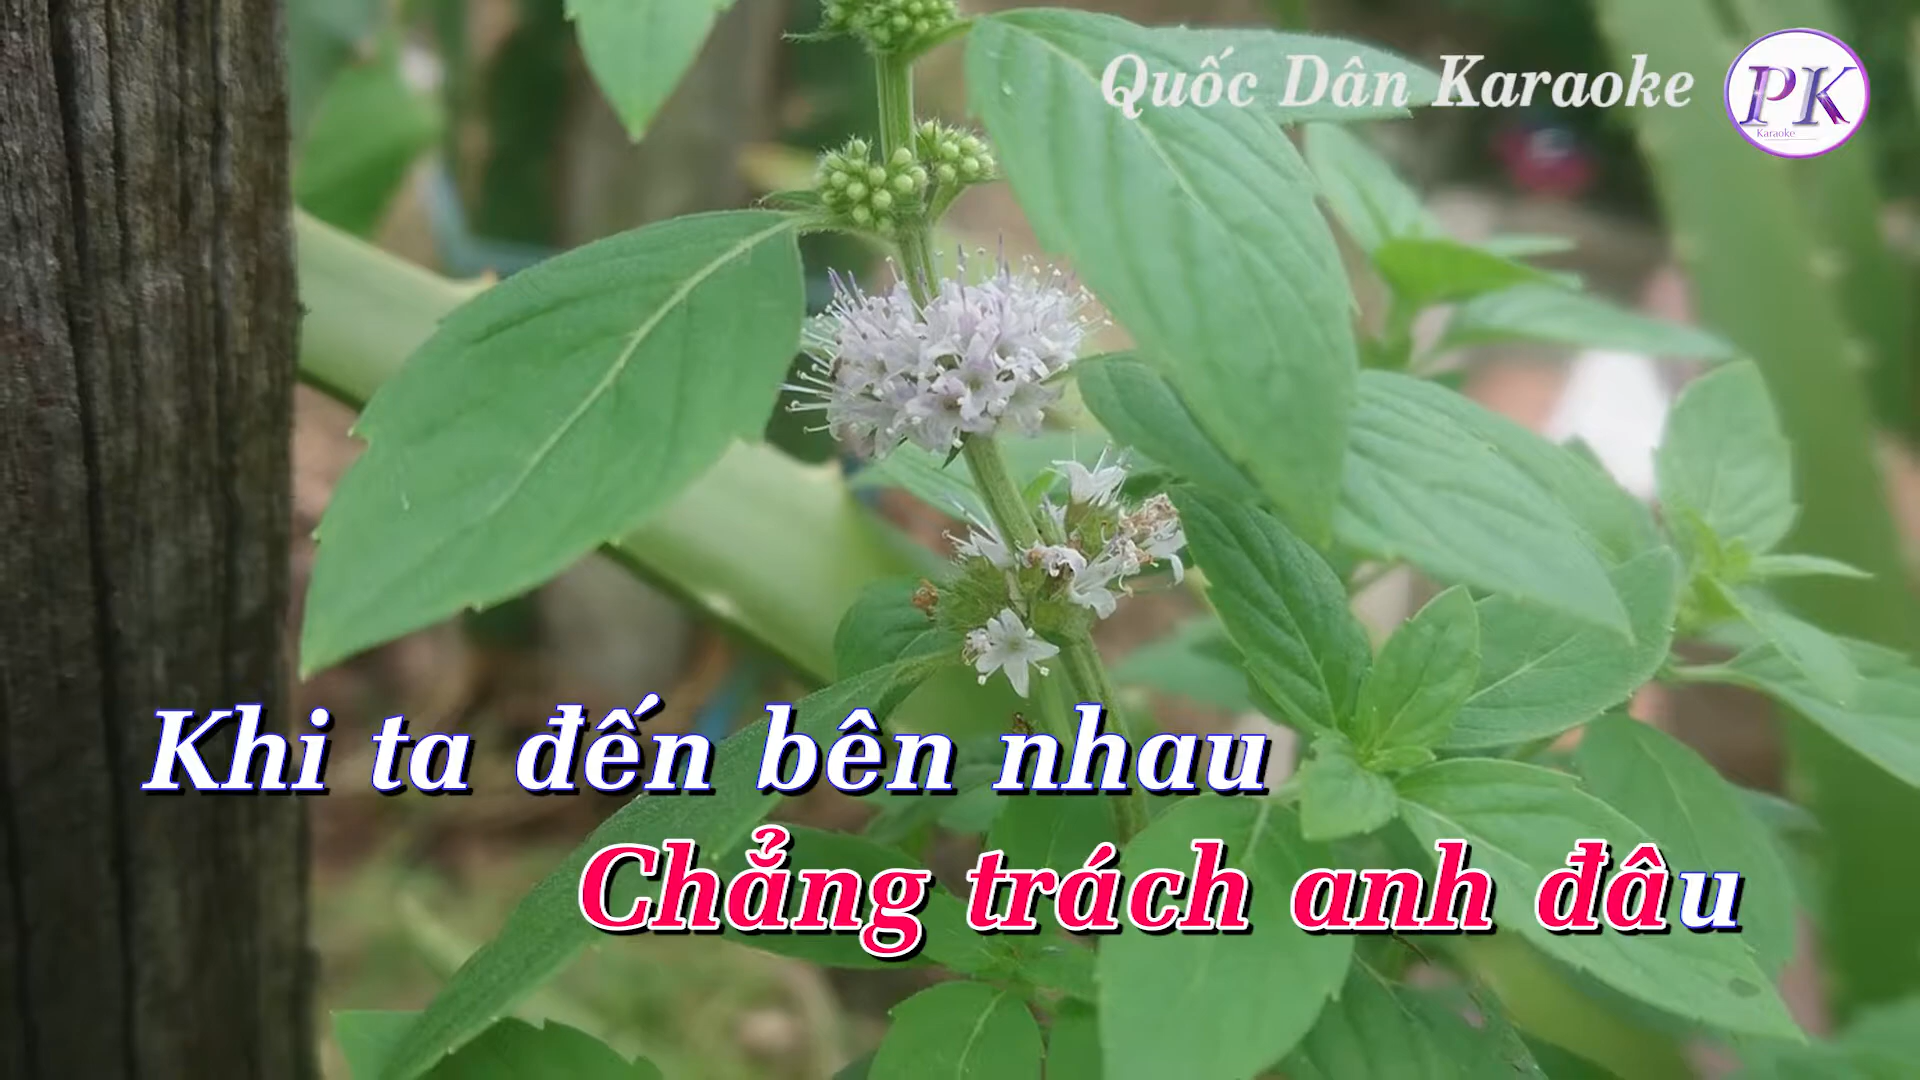 Quốc Dân Karaoke
PK
Karaoke
Khi ta đến bên nhau
Chẳng trách anh đâu